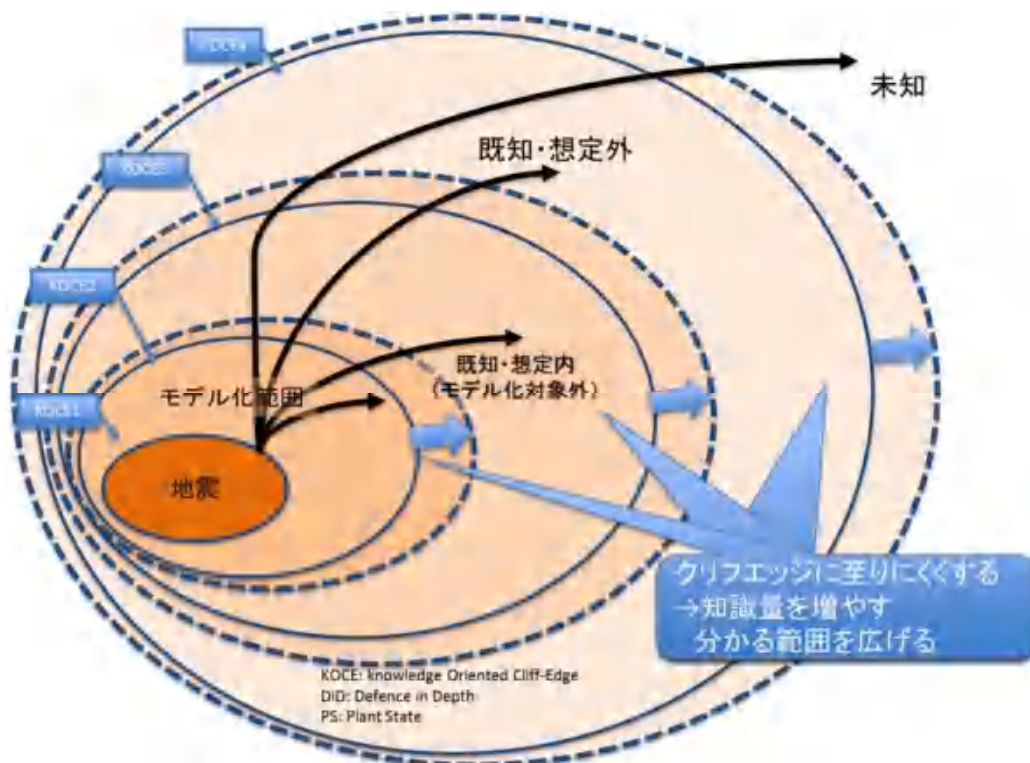 KOCE4
未知
既知・想定外
KOCE3
KOCE2
既知・想定内
(モデル化対象外)
モデル化範囲
KOCE1
地震
クリフエッジに至りにくくする
→知識量を増やす
分かる範囲を広げる
KOCE: knowledge Oriented Cliff-Edge
DID: Defence in Depth
PS: Plant State